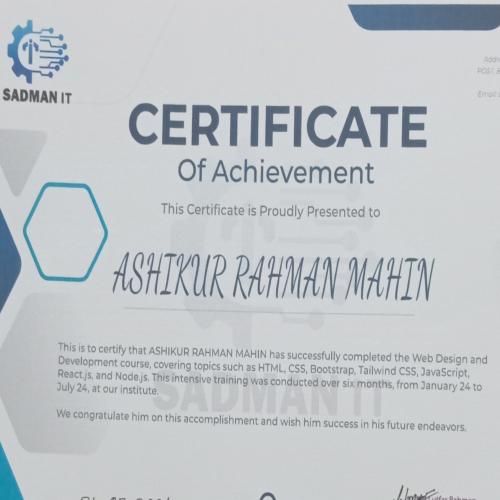 SADMAN IT
Addre
POST, B
Email :
CERTIFICATE
Of Achievement
This Certificate is Proudly Presented to
ASHIKUR RAHMAN MAHIN
This is to certify that ASHIKUR RAHMAN MAHIN has successfully completed the Web Design and
Development course, covering topics such as HTML, CSS, Bootstrap, Tailwind CSS, JavaScript,
React.js, and Node.js. This intensive training was conducted over six months, from January 24 to
July 24, at our institute.
SADMAN IT
We congratulate him on this accomplishment and wish him success in his future endeavors.